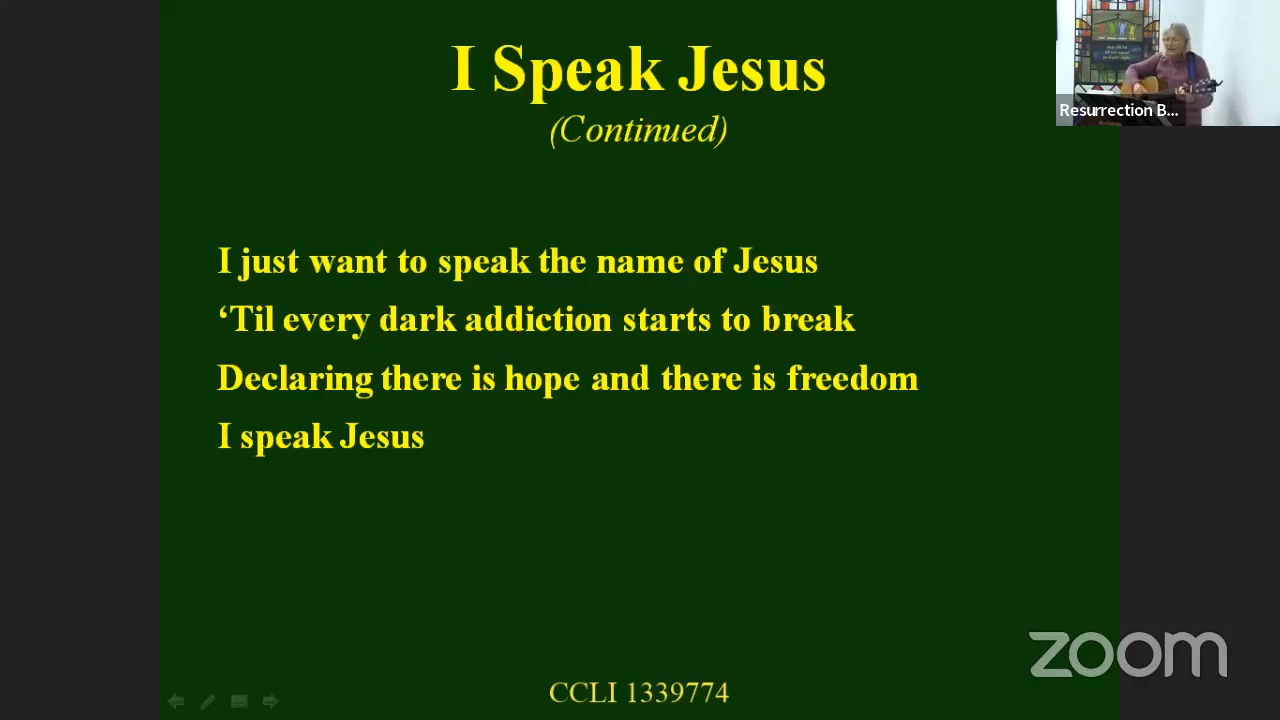 I Speak Jesus
(Continued)
Resurrection B...
I just want to speak the name of Jesus
‘Til every dark addiction starts to break
Declaring there is hope and there is freedom
I speak Jesus
zoom
CCLI 1339774